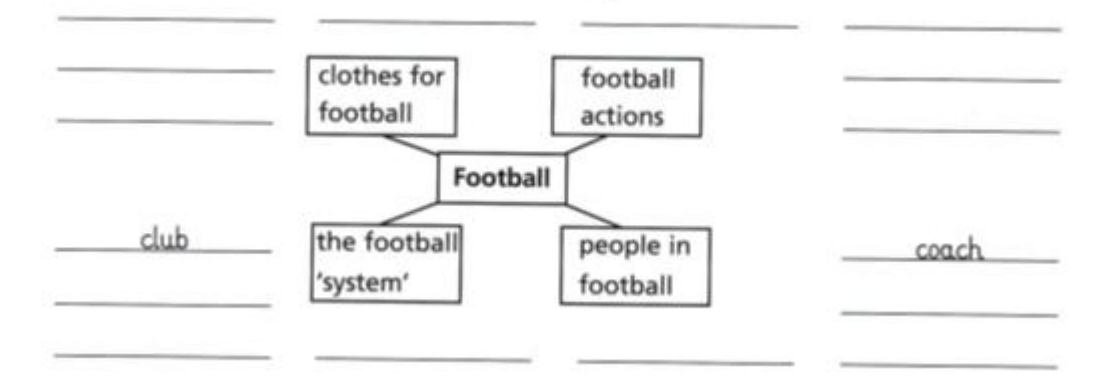 clothes for
football
football
actions
Football
club
the football
'system'
people in
football
coach